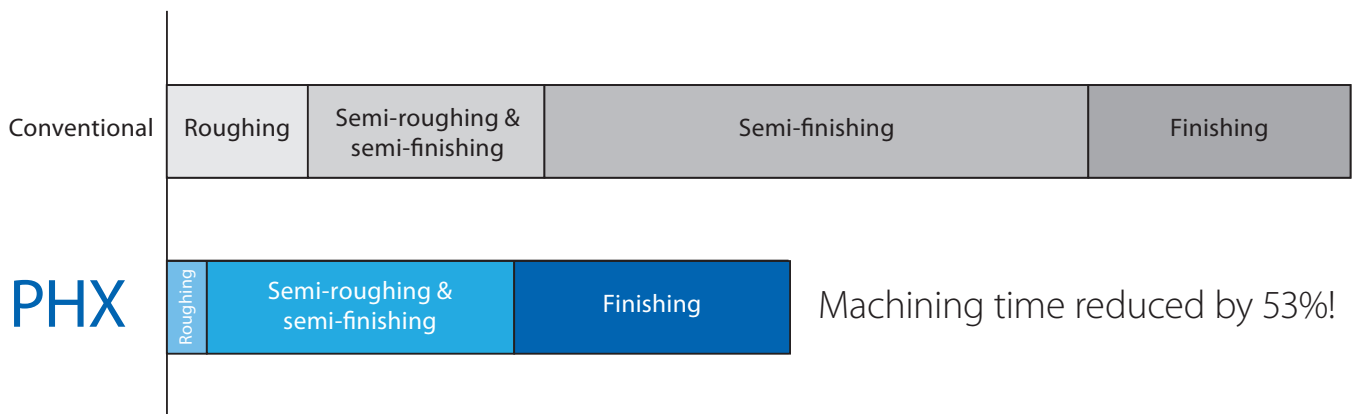 Conventional
Roughing
Semi-roughing &
semi-finishing
Semi-finishing
Finishing
PHX
Roughing
Semi-roughing &
semi-finishing
Finishing
Machining time reduced by 53%!